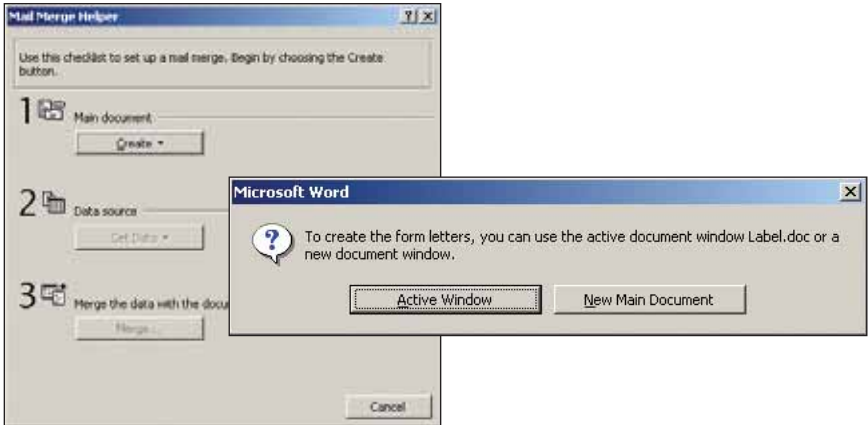 Mail Merge Helper
Use this checklist to set up a mail merge. Begin by choosing the Create
button.
1 Main document
Create
2 Data source
Get Data
3 Merge the data with the docu
Merge...
Cancel
Microsoft Word
To create the form letters, you can use the active document window Label.doc or a
new document window.
Active Window
New Main Document